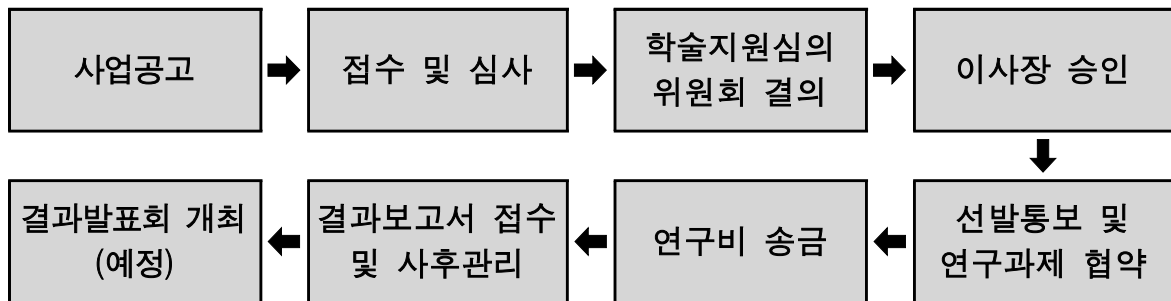 사업공고
접수 및 심사
학술지원심의
위원회 결의
이사장 승인
선발통보 및
연구과제 협약
연구비 송금
결과보고서 접수
및 사후관리
결과발표회 개최
(예정)